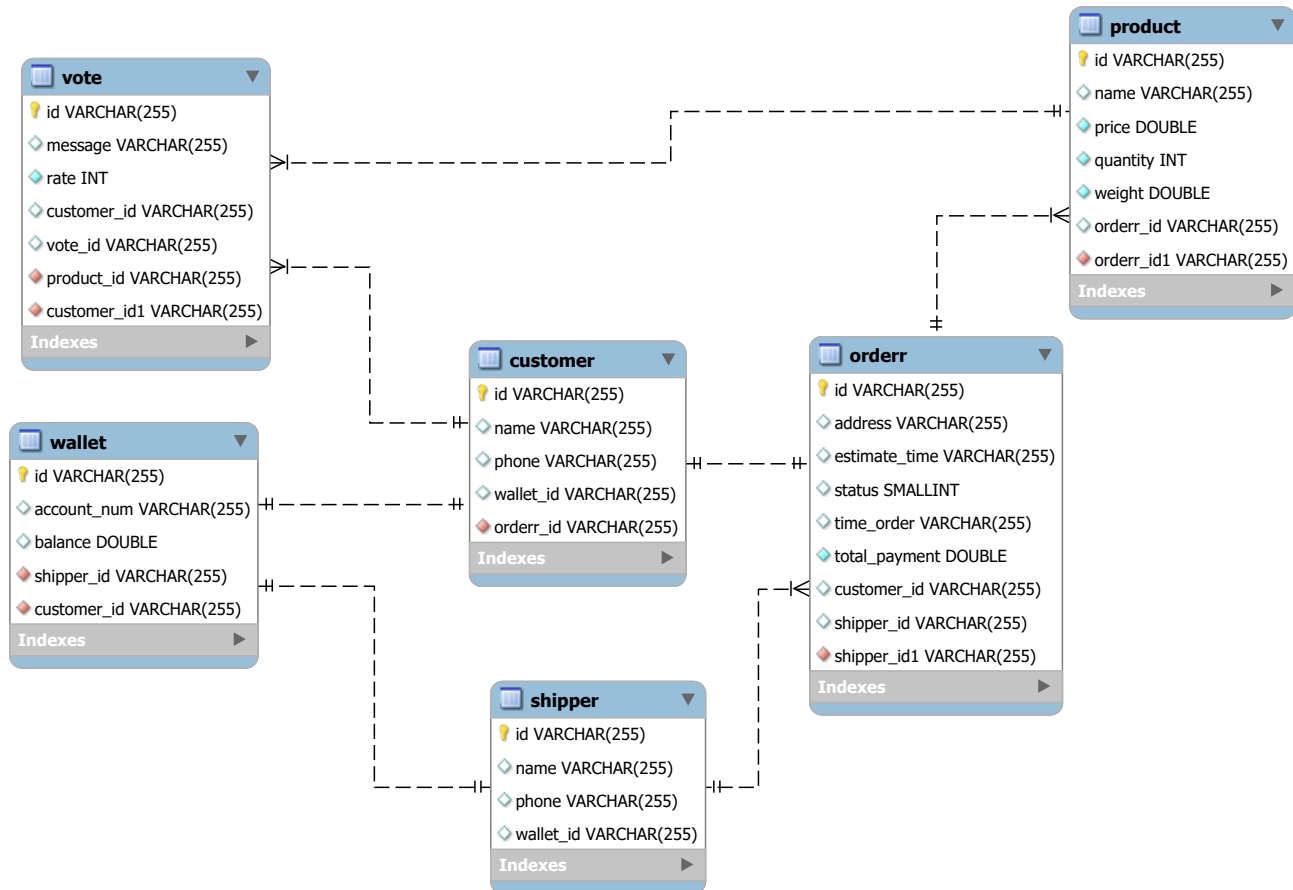 vote
id VARCHAR(255)
message VARCHAR(255)
rate INT
customer_id VARCHAR(255)
vote_id VARCHAR(255)
product_id VARCHAR(255)
customer_id1 VARCHAR(255)
Indexes
product
id VARCHAR(255)
name VARCHAR(255)
price DOUBLE
quantity INT
weight DOUBLE
orderr_id VARCHAR(255)
orderr_id1 VARCHAR(255)
Indexes
customer
id VARCHAR(255)
name VARCHAR(255)
phone VARCHAR(255)
wallet_id VARCHAR(255)
orderr_id VARCHAR(255)
Indexes
orderr
id VARCHAR(255)
address VARCHAR(255)
estimate_time VARCHAR(255)
status SMALLINT
time_order VARCHAR(255)
total_payment DOUBLE
customer_id VARCHAR(255)
shipper_id VARCHAR(255)
shipper_id1 VARCHAR(255)
Indexes
wallet
id VARCHAR(255)
account_num VARCHAR(255)
balance DOUBLE
shipper_id VARCHAR(255)
customer_id VARCHAR(255)
Indexes
shipper
id VARCHAR(255)
name VARCHAR(255)
phone VARCHAR(255)
wallet_id VARCHAR(255)
Indexes